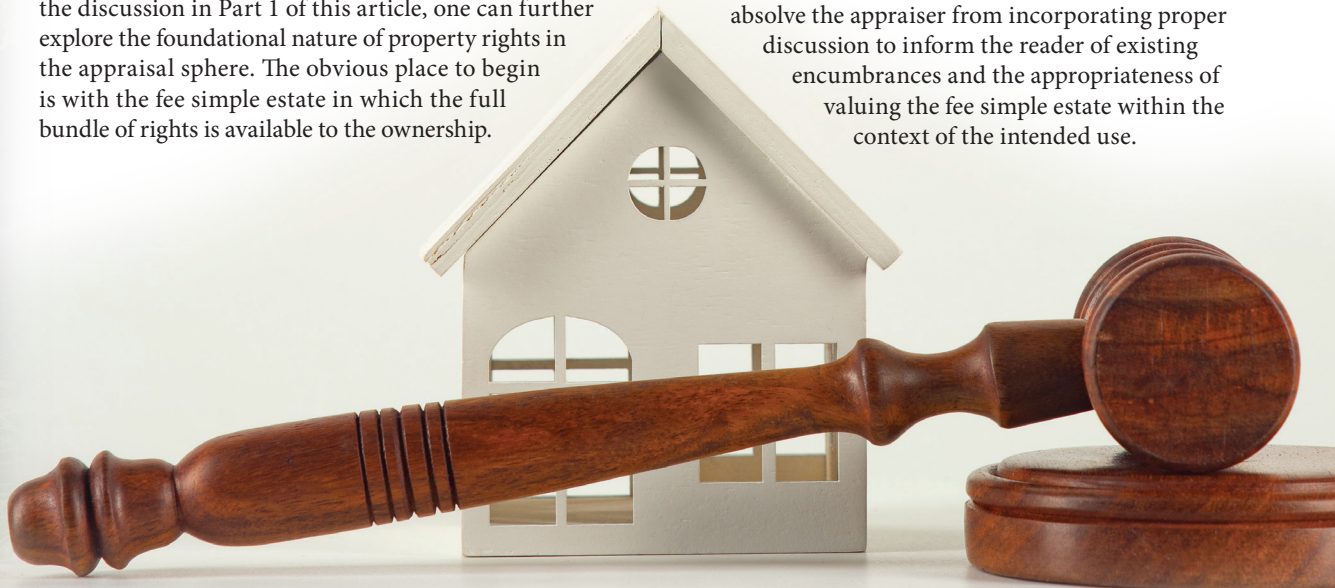 the discussion in Part 1 of this article, one can further
explore the foundational nature of property rights in
the appraisal sphere. The obvious place to begin
is with the fee simple estate in which the full
bundle of rights is available to the ownership.
absolve the appraiser from incorporating proper
discussion to inform the reader of existing
encumbrances and the appropriateness of
valuing the fee simple estate within the
context of the intended use.